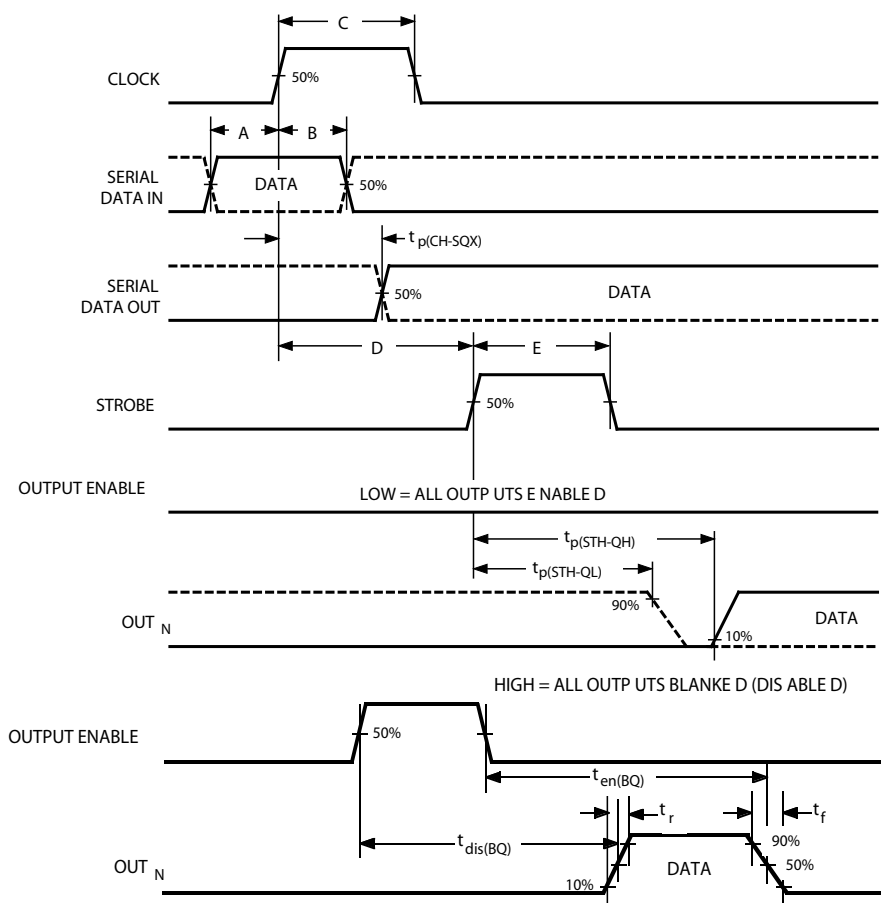 C
CLOCK
50%
A
B
SERIAL
DATA IN
DATA
50%
t p(CH-SQX)
SERIAL
DATA OUT
50%
DATA
D
E
STROBE
50%
OUTPUT ENABLE
LOW = ALL OUTP UTS E NABLE D
t p(STH-QH)
t p(STH-QL)
90%
OUT N
10%
DATA
HIGH = ALL OUTP UTS BLANKE D (DIS ABLE D)
OUTPUT ENABLE
50%
t en(BQ)
t r
t f
t dis(BQ)
90%
OUT N
DATA
50%
10%